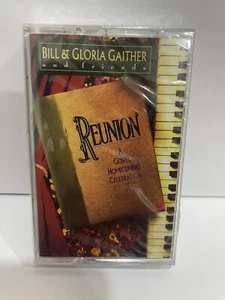 BILL & GLORIA GAITHER
and friends
REUNION
A
GOSPEL
HOMECOMING
CELEBRATION